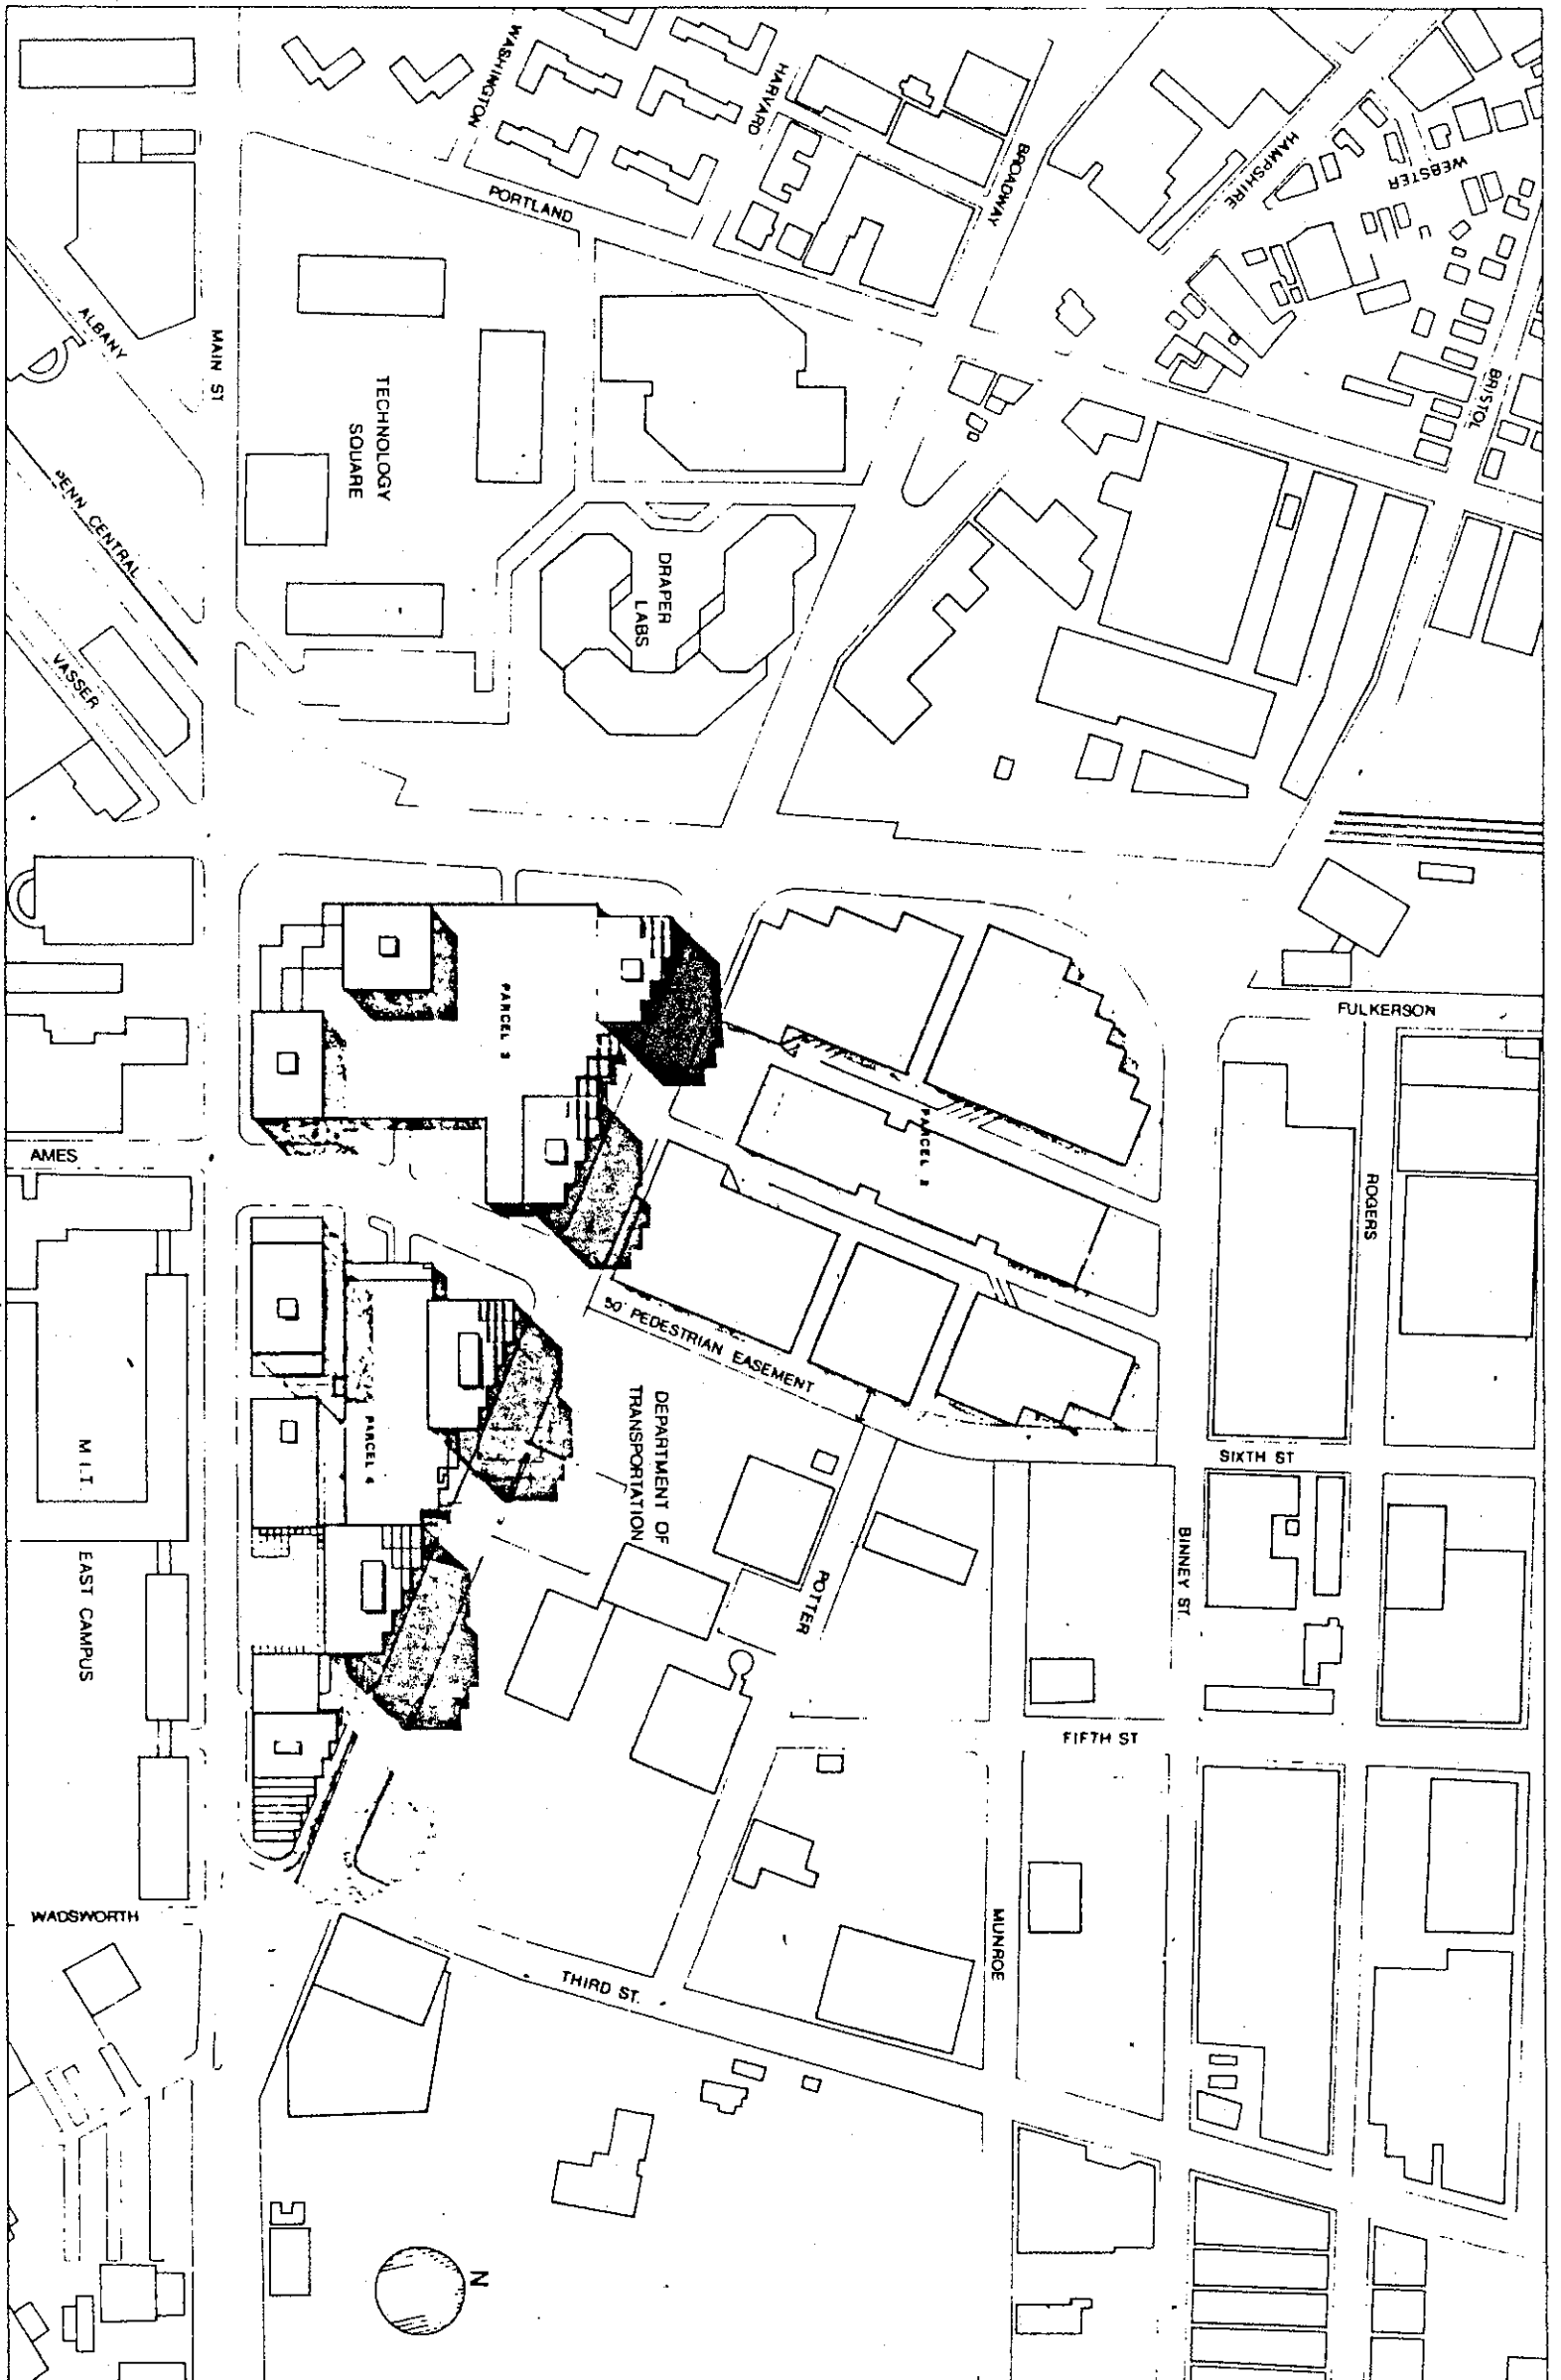 WASHINGTON
HARVARD
BROADWAY
HAMPSHIRE
WEBSTER
PORTLAND
BRISTOL
ALBANY
MAIN ST
TECHNOLOGY
SQUARE
PENN CENTRAL
DRAPER
LABS
VASSER
FULKERSON
PARCEL 3
PARCEL 2
AMES
ROGERS
50' PEDESTRIAN EASEMENT
DEPARTMENT OF
TRANSPORTATION
PARCEL 4
SIXTH ST
M.I.T.
EAST CAMPUS
BINNEY ST.
POTTER
FIFTH ST
WADSWORTH
MUNROE
THIRD ST.
N